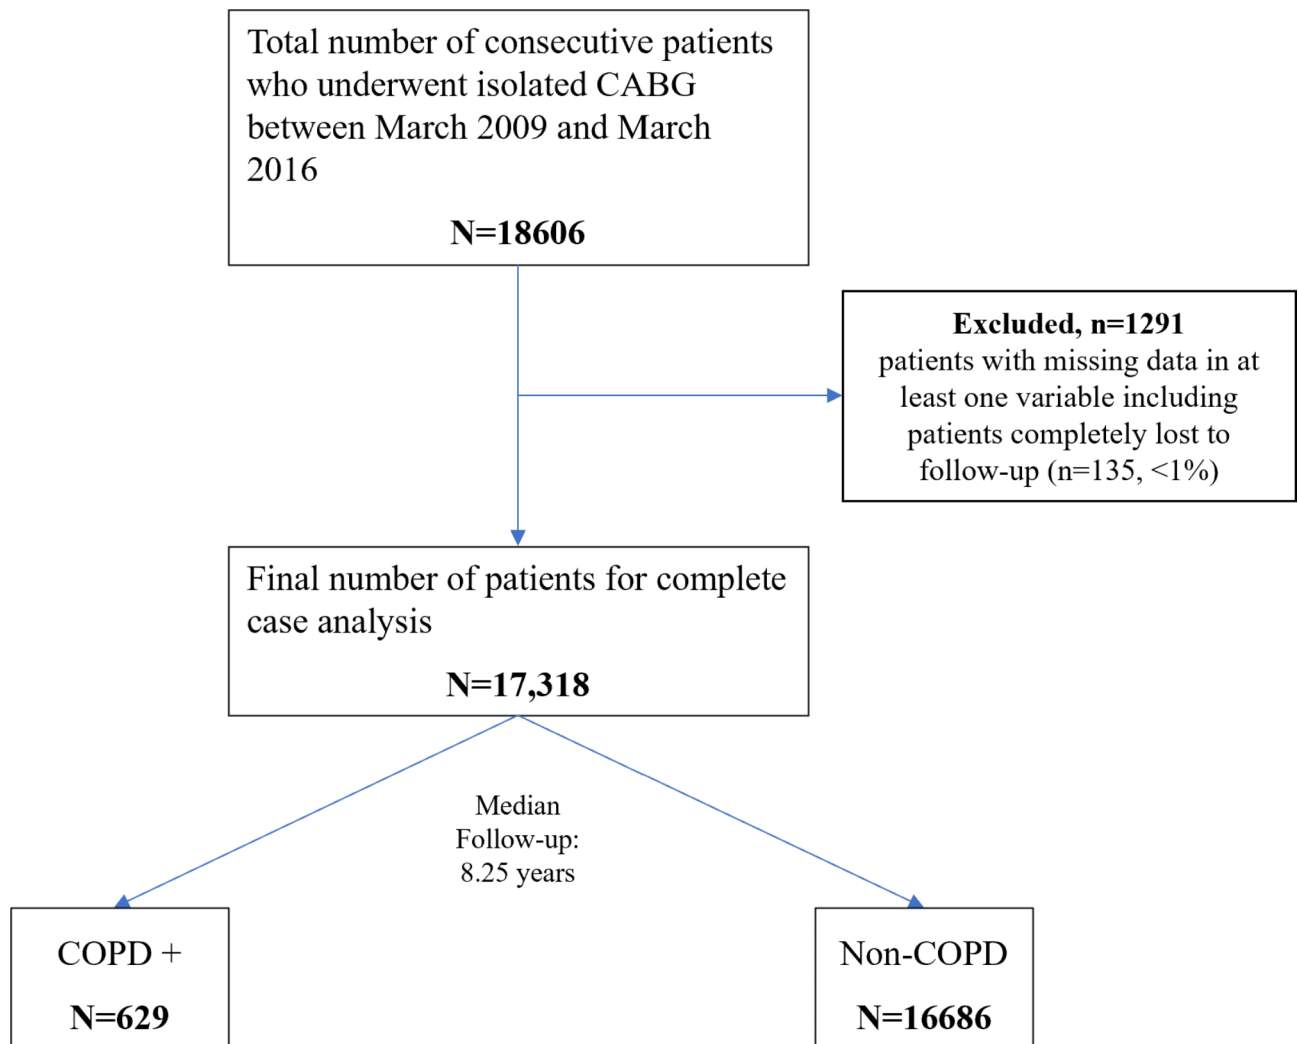 Total number of consecutive patients
who underwent isolated CABG
between March 2009 and March
2016
N=18606
Excluded, n=1291
patients with missing data in at
least one variable including
patients completely lost to
follow-up (n=135, <1%)
Final number of patients for complete
case analysis
N=17,318
Median
Follow-up:
8.25 years
COPD +
N=629
Non-COPD
N=16686